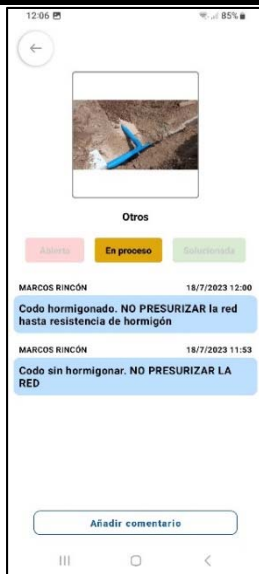 12:06
85%
Otros
Abierta En proceso Solucionada
MARCOS RINCÓN 18/7/2023 12:00
Codo hormigonado. NO PRESURIZAR la red
hasta resistencia de hormigón
MARCOS RINCÓN 18/7/2023 11:53
Codo sin hormigonar. NO PRESURIZAR LA
RED
Añadir comentario